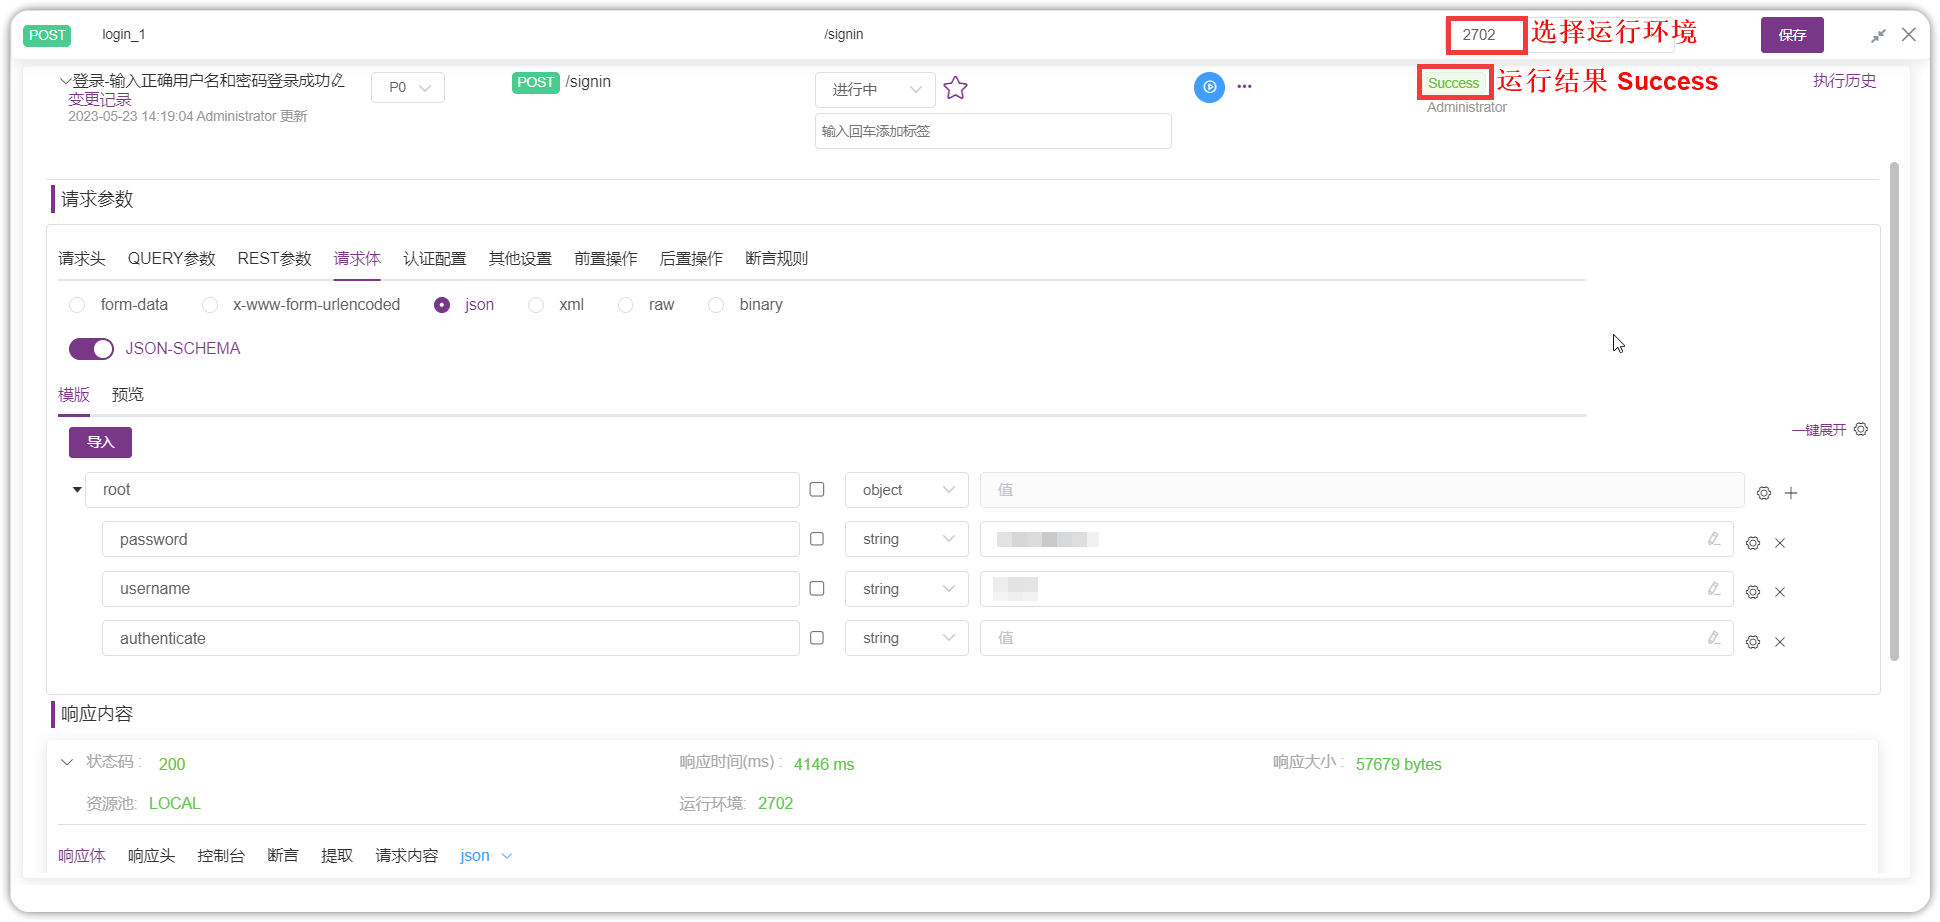 POST login_1 /signin 2702 选择运行环境 保存
登录-输入正确用户名和密码登录成功 P0 POST /signin 进行中 Success 运行结果 Success 执行历史
变更记录
2023-05-23 14:19:04 Administrator 更新 Administrator
输入回车添加标签
请求参数
请求头 QUERY参数 REST参数 请求体 认证配置 其他设置 前置操作 后置操作 断言规则
form-data x-www-form-urlencoded json xml raw binary
JSON-SCHEMA
模版 预览
导入 一键展开
root object 值
password string
username string
authenticate string 值
响应内容
状态码 : 200 响应时间(ms) : 4146 ms 响应大小 : 57679 bytes
资源池: LOCAL 运行环境: 2702
响应体 响应头 控制台 断言 提取 请求内容 json